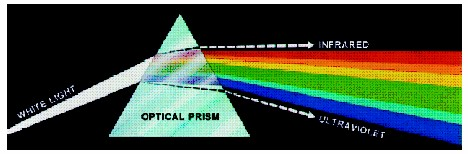 INFRARED
WHITE LIGHT
OPTICAL PRISM
ULTRAVIOLET